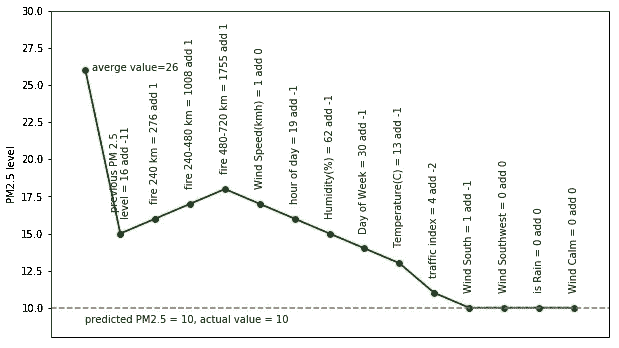 30.0
27.5
25.0
22.5
20.0
17.5
15.0
12.5
10.0
PM2.5 level
averge value=26
previous PM 2.5
level = 16 add -11
fire 240 km = 276 add 1
fire 240-480 km = 1008 add 1
fire 480-720 km = 1755 add 1
Wind Speed(kmh) = 1 add 0
hour of day = 19 add -1
Humidity(%) = 62 add -1
Day of Week = 30 add -1
Temperature(C) = 13 add -1
traffic index = 4 add -2
Wind South = 1 add -1
Wind Southwest = 0 add 0
is Rain = 0 add 0
Wind Calm = 0 add 0
predicted PM2.5 = 10, actual value = 10